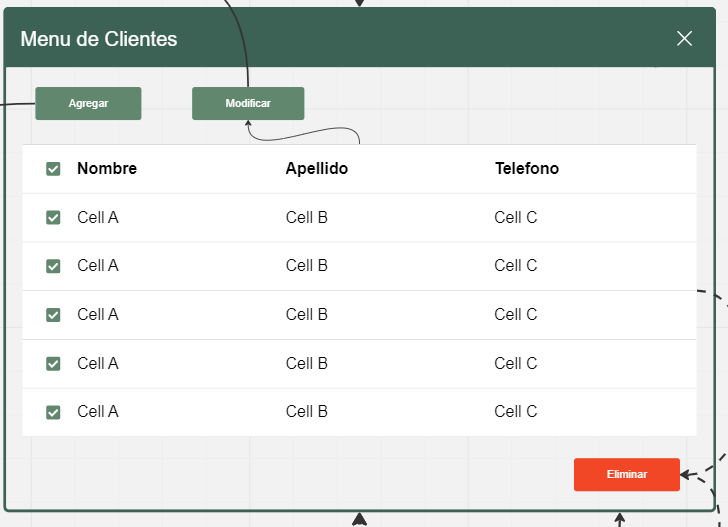 Menu de Clientes
Agregar Modificar
Nombre Apellido Telefono
Cell A Cell B Cell C
Cell A Cell B Cell C
Cell A Cell B Cell C
Cell A Cell B Cell C
Cell A Cell B Cell C
Eliminar